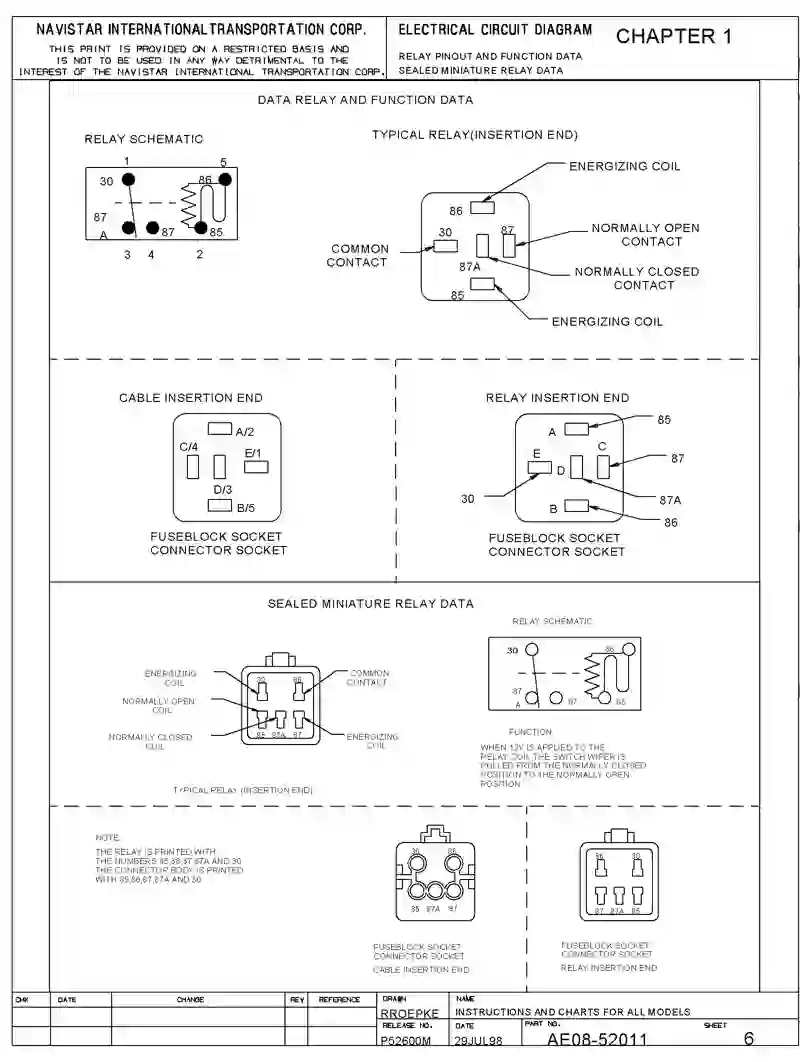 NAVISTAR INTERNATIONAL TRANSPORTATION CORP.
THIS PRINT IS PROVIDED ON A RESTRICTED BASIS AND
IS NOT TO BE USED IN ANY WAY DETRIMENTAL TO THE
INTEREST OF THE NAVISTAR INTERNATIONAL TRANSPORTATION CORP.
ELECTRICAL CIRCUIT DIAGRAM
CHAPTER 1
RELAY PINOUT AND FUNCTION DATA
SEALED MINIATURE RELAY DATA
DATA RELAY AND FUNCTION DATA
RELAY SCHEMATIC
1 5
30 86
87
A 87 85
3 4 2
TYPICAL RELAY(INSERTION END)
ENERGIZING COIL
86
30 87
NORMALLY OPEN
CONTACT
COMMON
CONTACT
87A
NORMALLY CLOSED
CONTACT
85
ENERGIZING COIL
CABLE INSERTION END
A/2
C/4
E/1
D/3
B/5
FUSEBLOCK SOCKET
CONNECTOR SOCKET
RELAY INSERTION END
85
A
C
E
87
D
30
87A
B
86
FUSEBLOCK SOCKET
CONNECTOR SOCKET
SEALED MINIATURE RELAY DATA
ENERGIZING
COIL
COMMON
CONTACT
30 86
NORMALLY OPEN
COIL
NORMALLY CLOSED
COIL
ENERGIZING
COIL
85 87A 87
TYPICAL RELAY (INSERTION END)
RELAY SCHEMATIC
30 86
87
A 87 85
FUNCTION
WHEN 12V IS APPLIED TO THE
RELAY COIL THE SWITCH WIPER IS
PULLED FROM THE NORMALLY CLOSED
POSITION TO THE NORMALLY OPEN
POSITION
NOTE:
THE RELAY IS PRINTED WITH
THE NUMBERS 85,86,87 87A AND 30
THE CONNECTOR BODY IS PRINTED
WITH 85,86,87,87A AND 30
30 86
85 87A 87
FUSEBLOCK SOCKET
CONNECTOR SOCKET
CABLE INSERTION END
86 30
87 87A 85
FUSEBLOCK SOCKET
CONNECTOR SOCKET
RELAY INSERTION END
CHK DATE CHANGE REV REFERENCE
DRAWN
RROEPKE
NAME
INSTRUCTIONS AND CHARTS FOR ALL MODELS
RELEASE NO.
P52600M
DATE
29JUL98
PART NO.
AE08-52011
SHEET
6